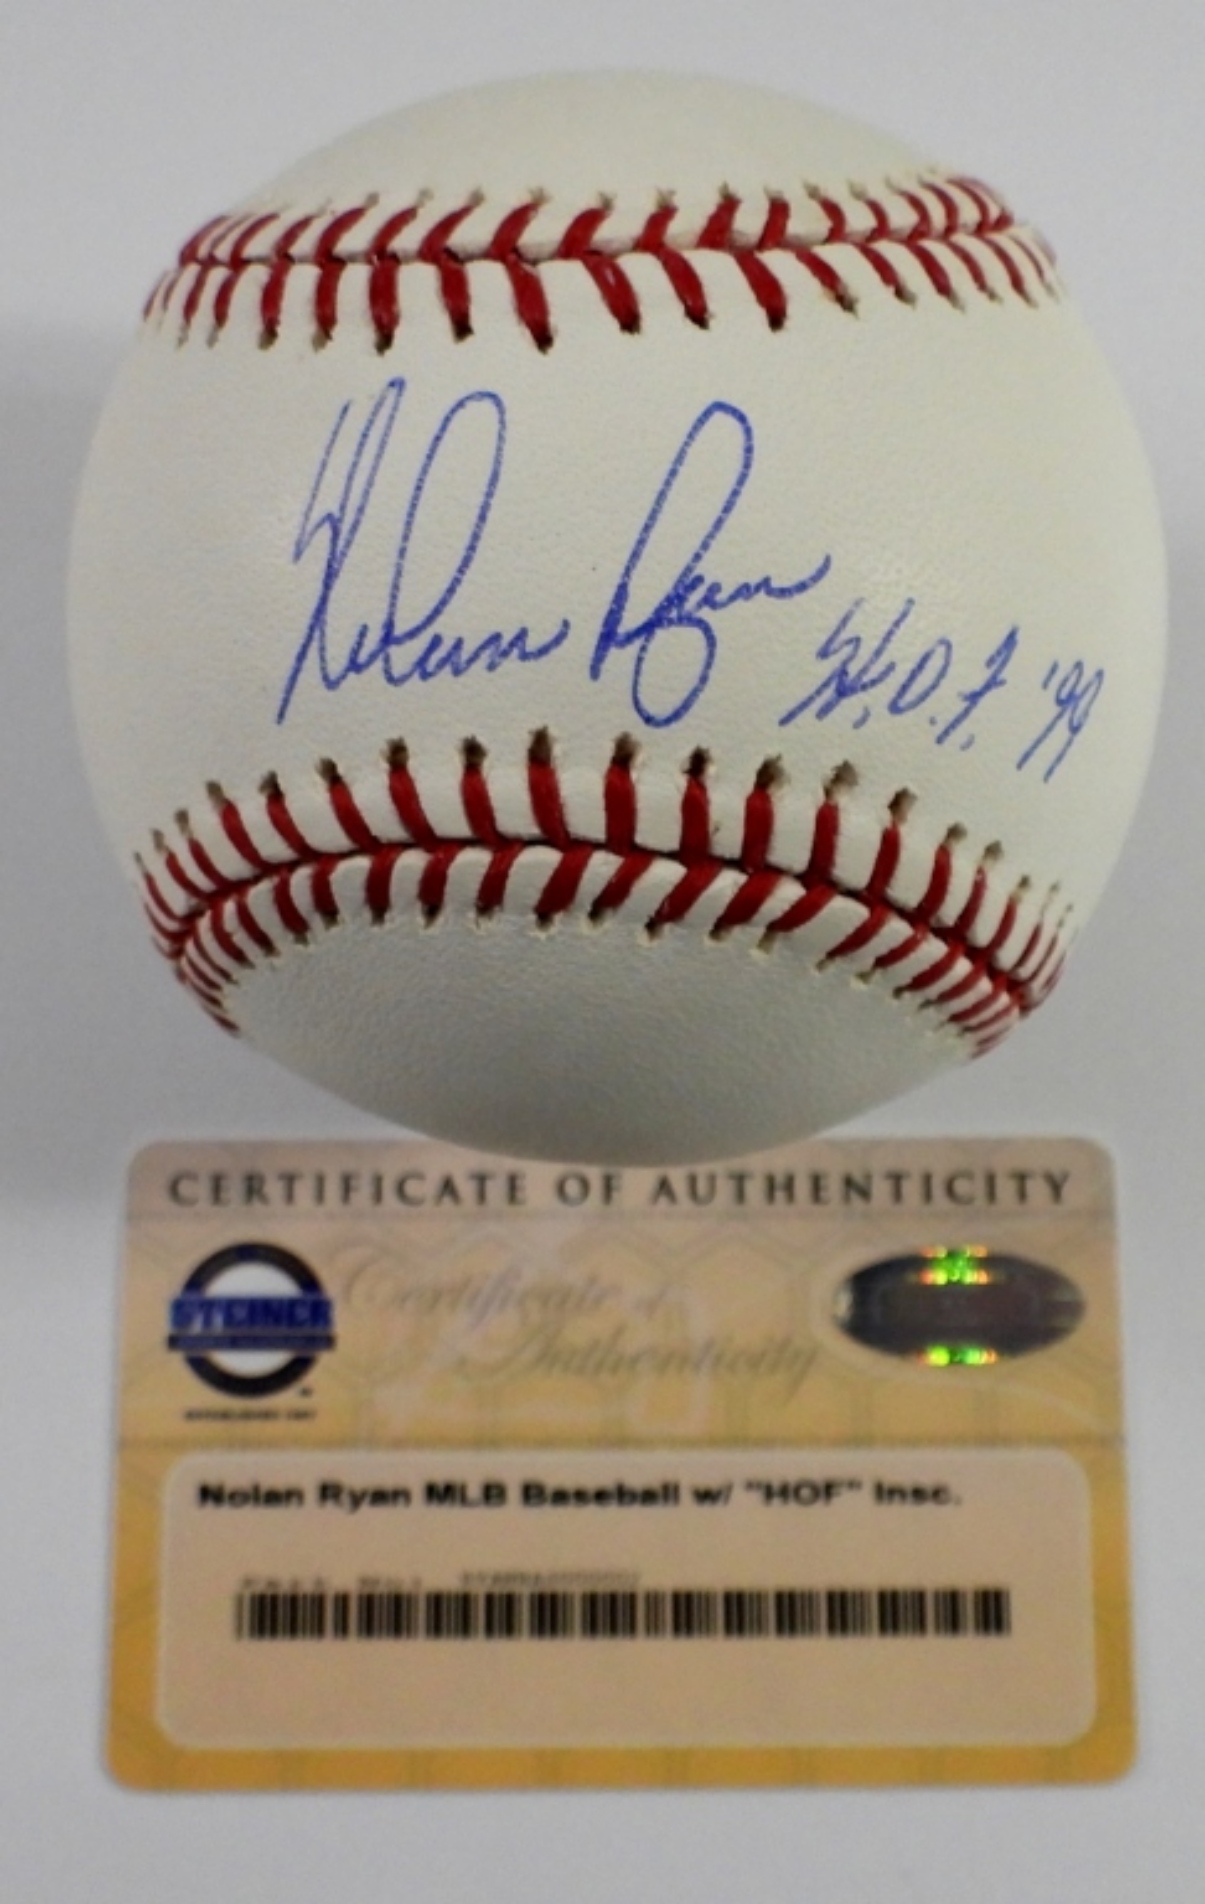 Nolan Ryan H.O.F. '99
CERTIFICATE OF AUTHENTICITY
STEINER
Certificate of
Authenticity
Nolan Ryan MLB Baseball w/ "HOF" Insc.